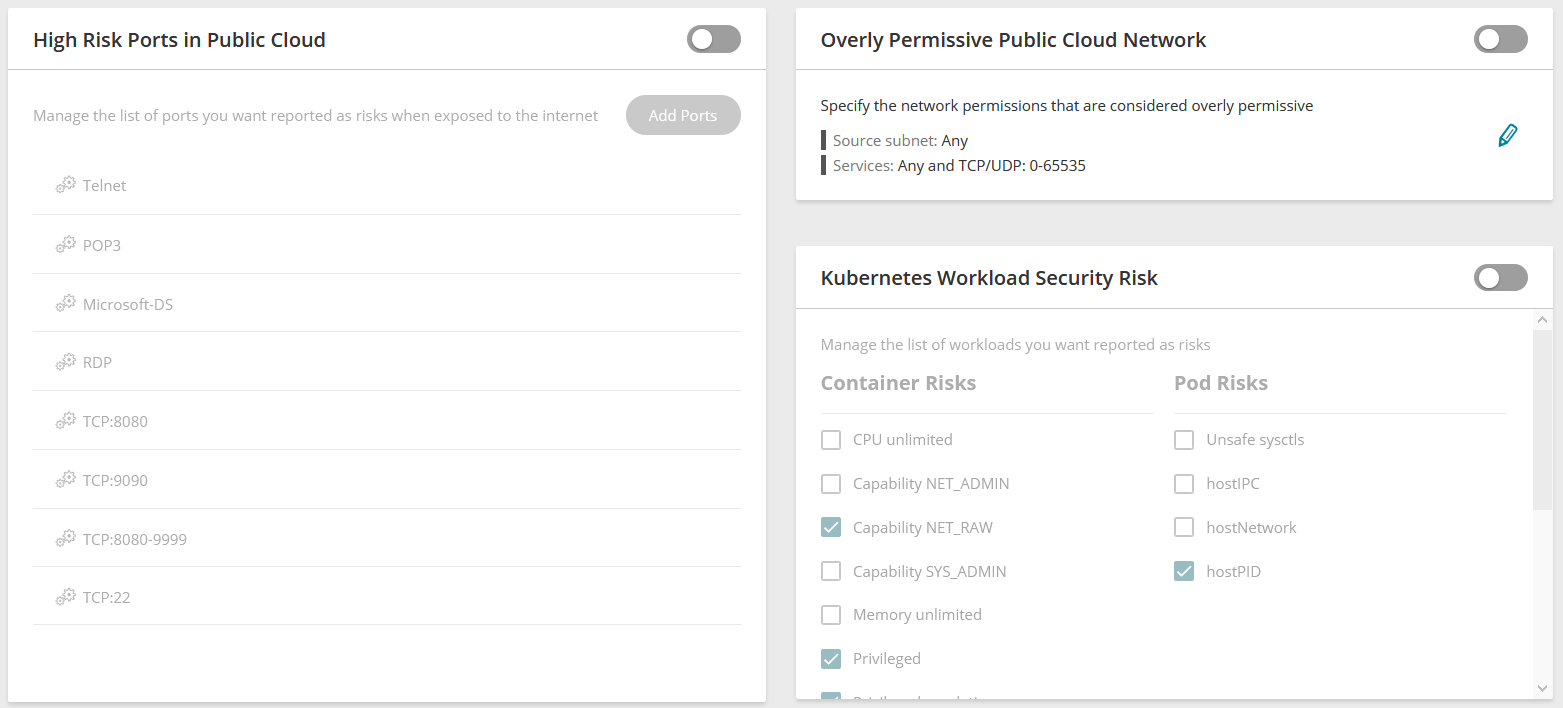 High Risk Ports in Public Cloud
Manage the list of ports you want reported as risks when exposed to the internet
Add Ports
Telnet
POP3
Microsoft-DS
RDP
TCP:8080
TCP:9090
TCP:8080-9999
TCP:22
Overly Permissive Public Cloud Network
Specify the network permissions that are considered overly permissive
Source subnet: Any
Services: Any and TCP/UDP: 0-65535
Kubernetes Workload Security Risk
Manage the list of workloads you want reported as risks
Container Risks
CPU unlimited
Capability NET_ADMIN
Capability NET_RAW
Capability SYS_ADMIN
Memory unlimited
Privileged
Pod Risks
Unsafe sysctls
hostIPC
hostNetwork
hostPID